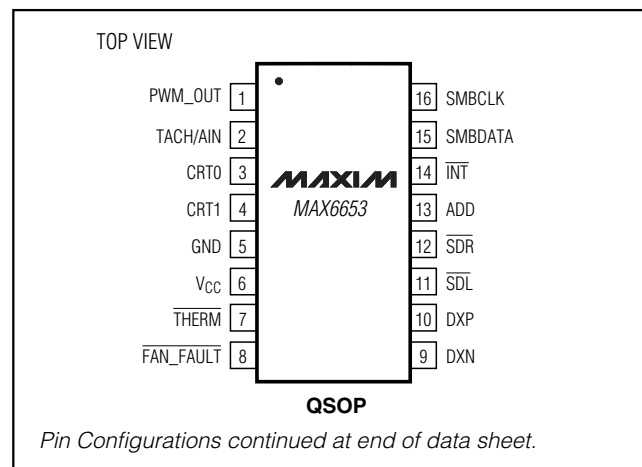 TOP VIEW
PWM_OUT 1
TACH/AIN 2
CRT0 3
CRT1 4
GND 5
VCC 6
THERM 7
FAN_FAULT 8
MAXIM
MAX6653
16 SMBCLK
15 SMBDATA
14 INT
13 ADD
12 SDR
11 SDL
10 DXP
9 DXN
QSOP
Pin Configurations continued at end of data sheet.